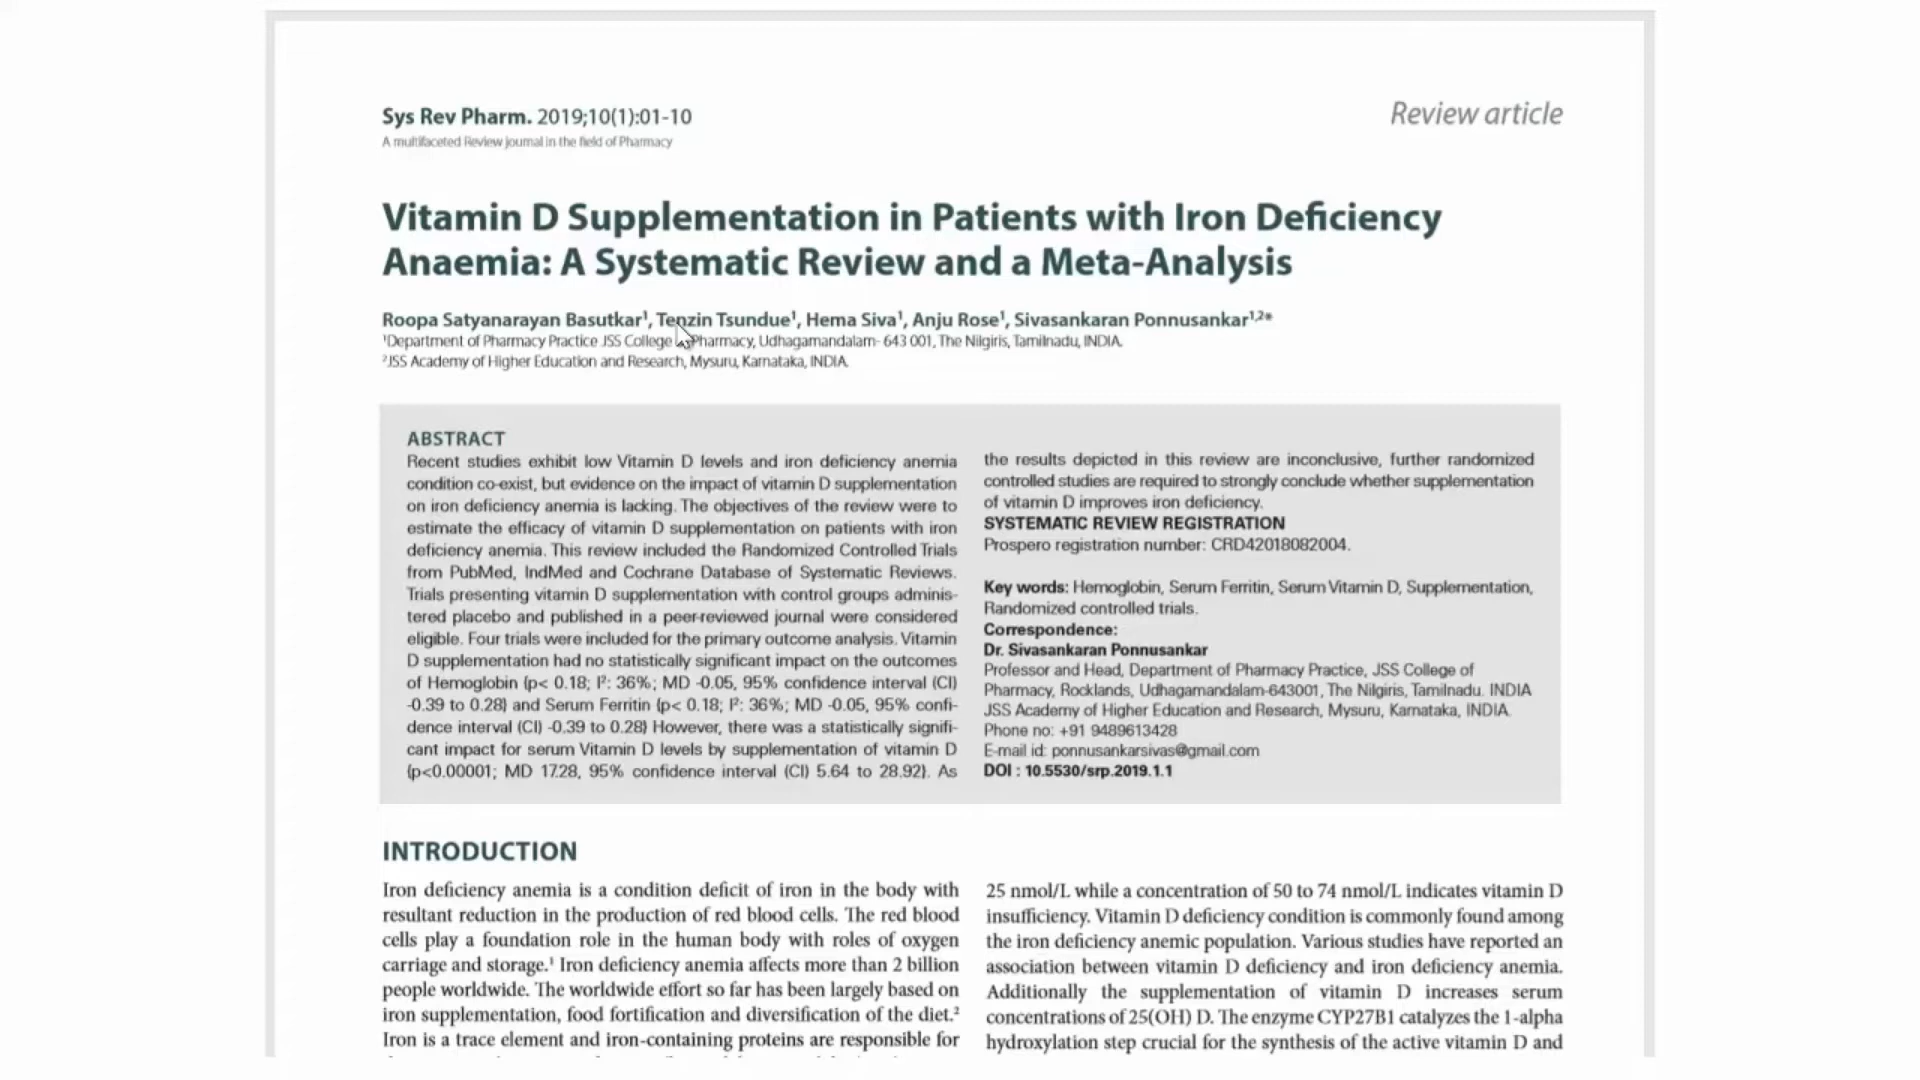 Sys Rev Pharm. 2019;10(1):01-10
Review article
A multifaceted Review journal in the field of Pharmacy
Vitamin D Supplementation in Patients with Iron Deficiency
Anaemia: A Systematic Review and a Meta-Analysis
Roopa Satyanarayan Basutkar¹, Tenzin Tsundue¹, Hema Siva¹, Anju Rose¹, Sivasankaran Ponnusankar¹,²*
¹Department of Pharmacy Practice JSS College Pharmacy, Udhagamandalam- 643 001, The Nilgiris, Tamilnadu, INDIA.
²JSS Academy of Higher Education and Research, Mysuru, Karnataka, INDIA.
ABSTRACT
Recent studies exhibit low Vitamin D levels and iron deficiency anemia
condition co-exist, but evidence on the impact of vitamin D supplementation
on iron deficiency anemia is lacking. The objectives of the review were to
estimate the efficacy of vitamin D supplementation on patients with iron
deficiency anemia. This review included the Randomized Controlled Trials
from PubMed, IndMed and Cochrane Database of Systematic Reviews.
Trials presenting vitamin D supplementation with control groups adminis-
tered placebo and published in a peer-reviewed journal were considered
eligible. Four trials were included for the primary outcome analysis. Vitamin
D supplementation had no statistically significant impact on the outcomes
of Hemoglobin {p< 0.18; I²: 36%; MD -0.05, 95% confidence interval (CI)
-0.39 to 0.28} and Serum Ferritin {p< 0.18; I²: 36%; MD -0.05, 95% confi-
dence interval (CI) -0.39 to 0.28} However, there was a statistically signifi-
cant impact for serum Vitamin D levels by supplementation of vitamin D
{p<0.00001; MD 17.28, 95% confidence interval (CI) 5.64 to 28.92}. As
the results depicted in this review are inconclusive, further randomized
controlled studies are required to strongly conclude whether supplementation
of vitamin D improves iron deficiency.
SYSTEMATIC REVIEW REGISTRATION
Prospero registration number: CRD42018082004.
Key words: Hemoglobin, Serum Ferritin, Serum Vitamin D, Supplementation,
Randomized controlled trials.
Correspondence:
Dr. Sivasankaran Ponnusankar
Professor and Head, Department of Pharmacy Practice, JSS College of
Pharmacy, Rocklands, Udhagamandalam-643001, The Nilgiris, Tamilnadu. INDIA
JSS Academy of Higher Education and Research, Mysuru, Karnataka, INDIA.
Phone no: +91 9489613428
E-mail id: ponnusankarsivas@gmail.com
DOI : 10.5530/srp.2019.1.1
INTRODUCTION
Iron deficiency anemia is a condition deficit of iron in the body with
resultant reduction in the production of red blood cells. The red blood
cells play a foundation role in the human body with roles of oxygen
carriage and storage.¹ Iron deficiency anemia affects more than 2 billion
people worldwide. The worldwide effort so far has been largely based on
iron supplementation, food fortification and diversification of the diet.²
Iron is a trace element and iron-containing proteins are responsible for
25 nmol/L while a concentration of 50 to 74 nmol/L indicates vitamin D
insufficiency. Vitamin D deficiency condition is commonly found among
the iron deficiency anemic population. Various studies have reported an
association between vitamin D deficiency and iron deficiency anemia.
Additionally the supplementation of vitamin D increases serum
concentrations of 25(OH) D. The enzyme CYP27B1 catalyzes the 1-alpha
hydroxylation step crucial for the synthesis of the active vitamin D and